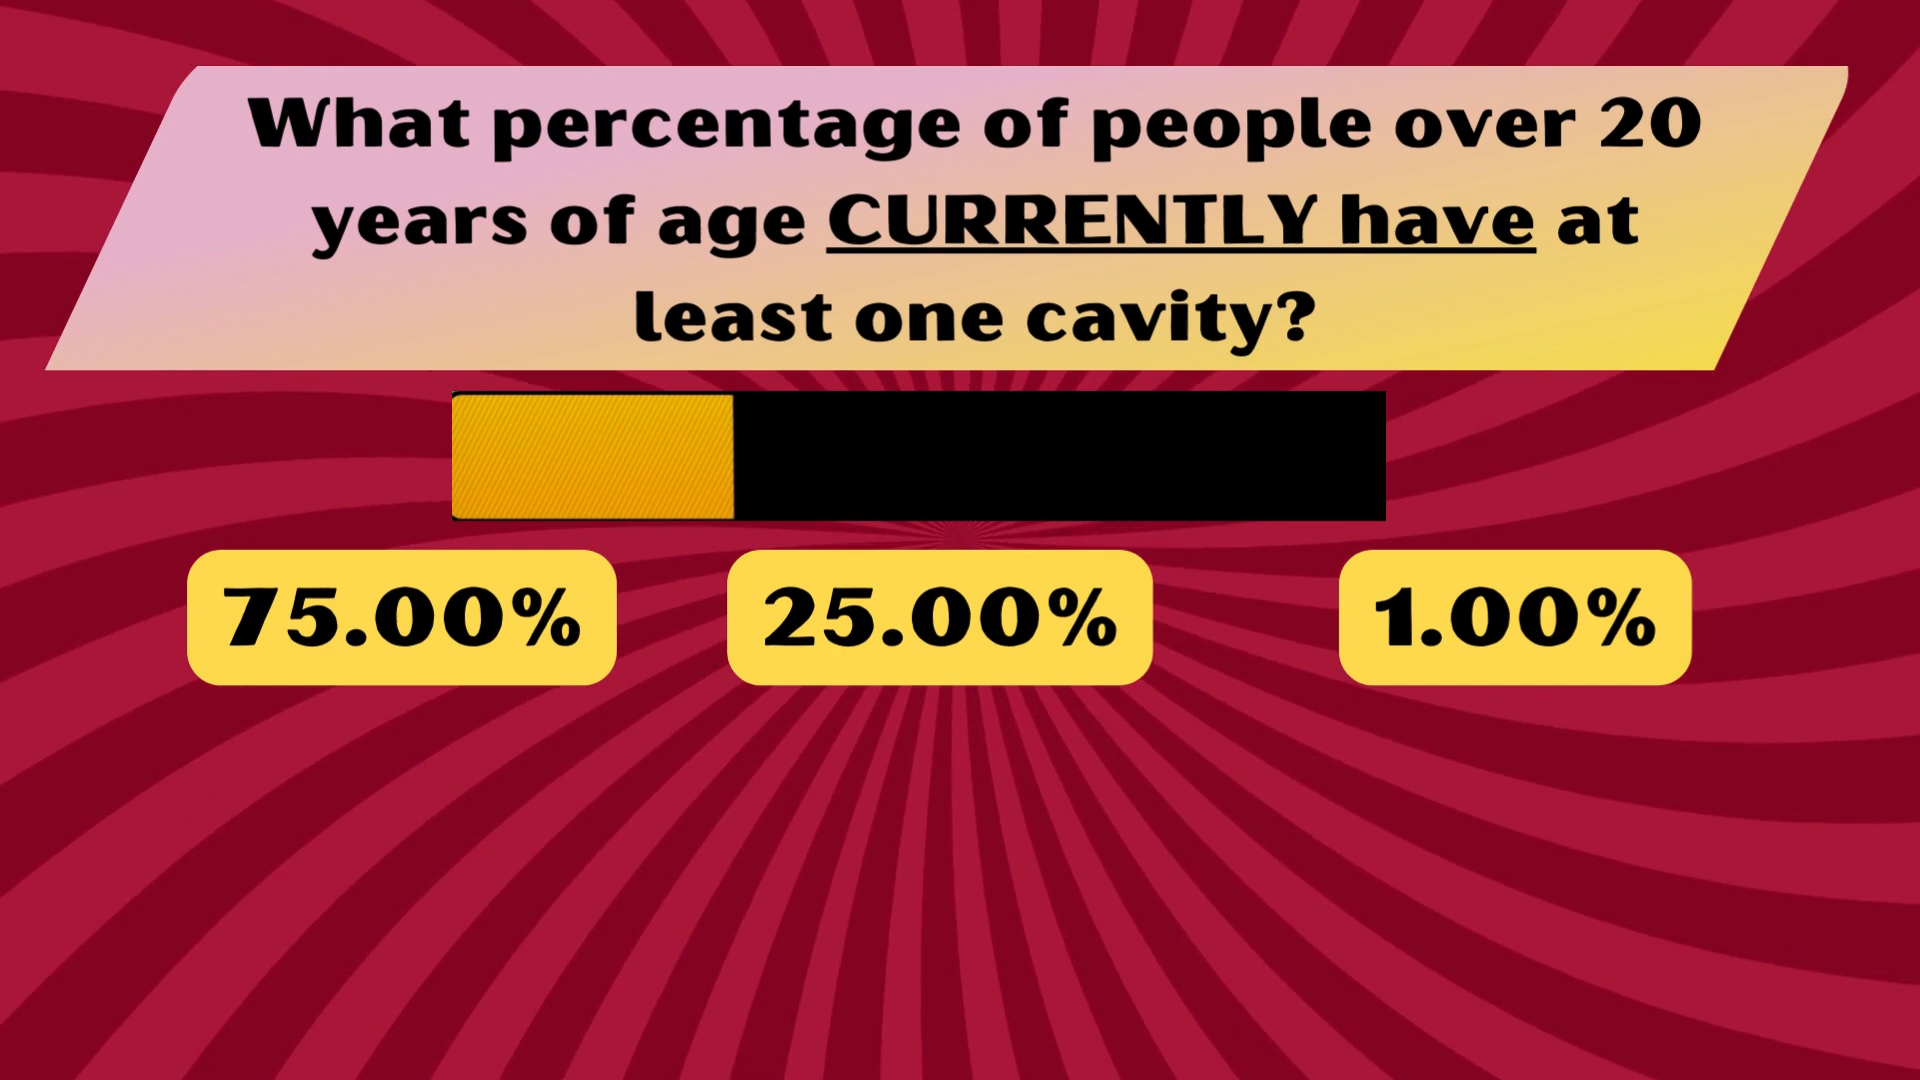 What percentage of people over 20
years of age CURRENTLY have at
least one cavity?
75.00% 25.00% 1.00%